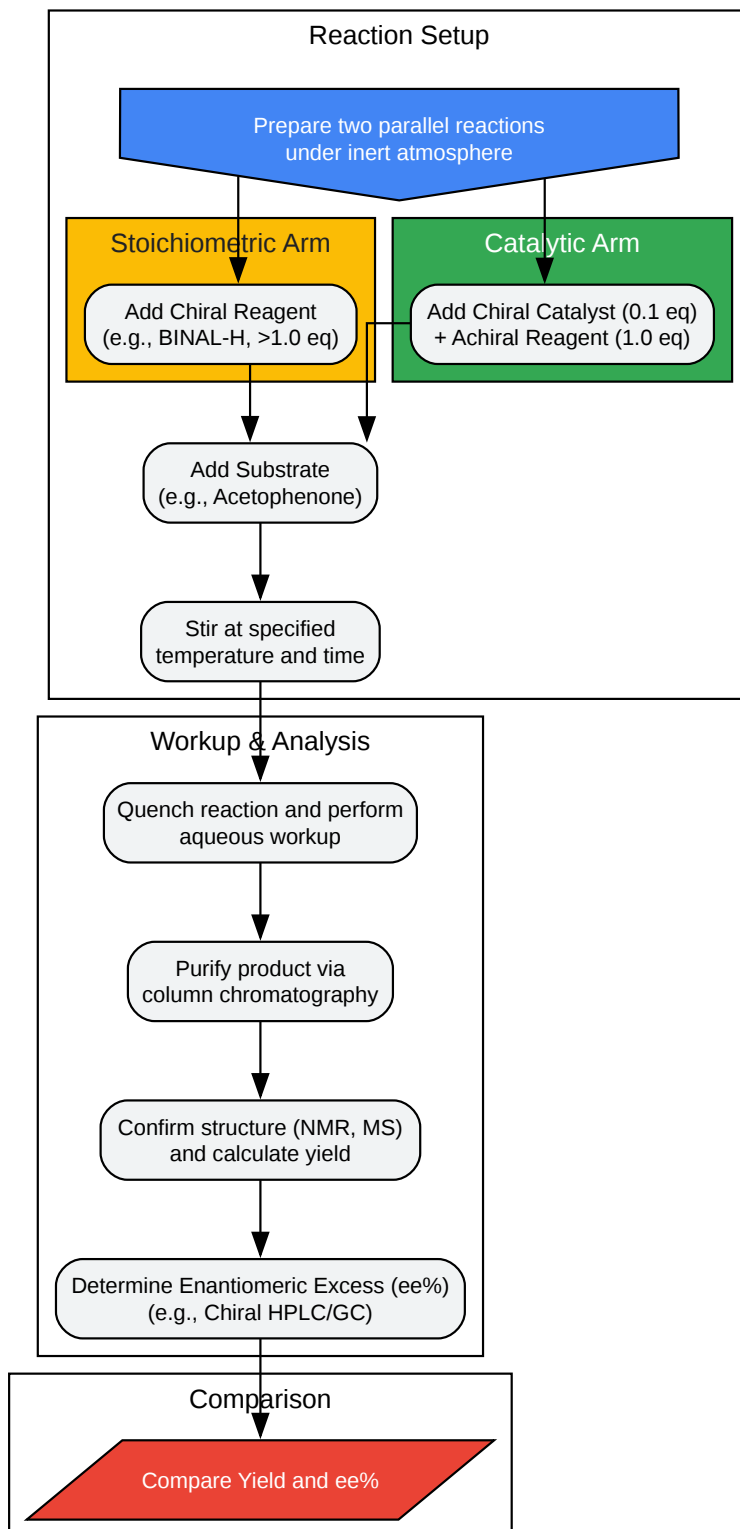 Reaction Setup
Prepare two parallel reactions
under inert atmosphere
Stoichiometric Arm
Add Chiral Reagent
(e.g., BINAL-H, >1.0 eq)
Catalytic Arm
Add Chiral Catalyst (0.1 eq)
+ Achiral Reagent (1.0 eq)
Add Substrate
(e.g., Acetophenone)
Stir at specified
temperature and time
Workup & Analysis
Quench reaction and perform
aqueous workup
Purify product via
column chromatography
Confirm structure (NMR, MS)
and calculate yield
Determine Enantiomeric Excess (ee%)
(e.g., Chiral HPLC/GC)
Comparison
Compare Yield and ee%